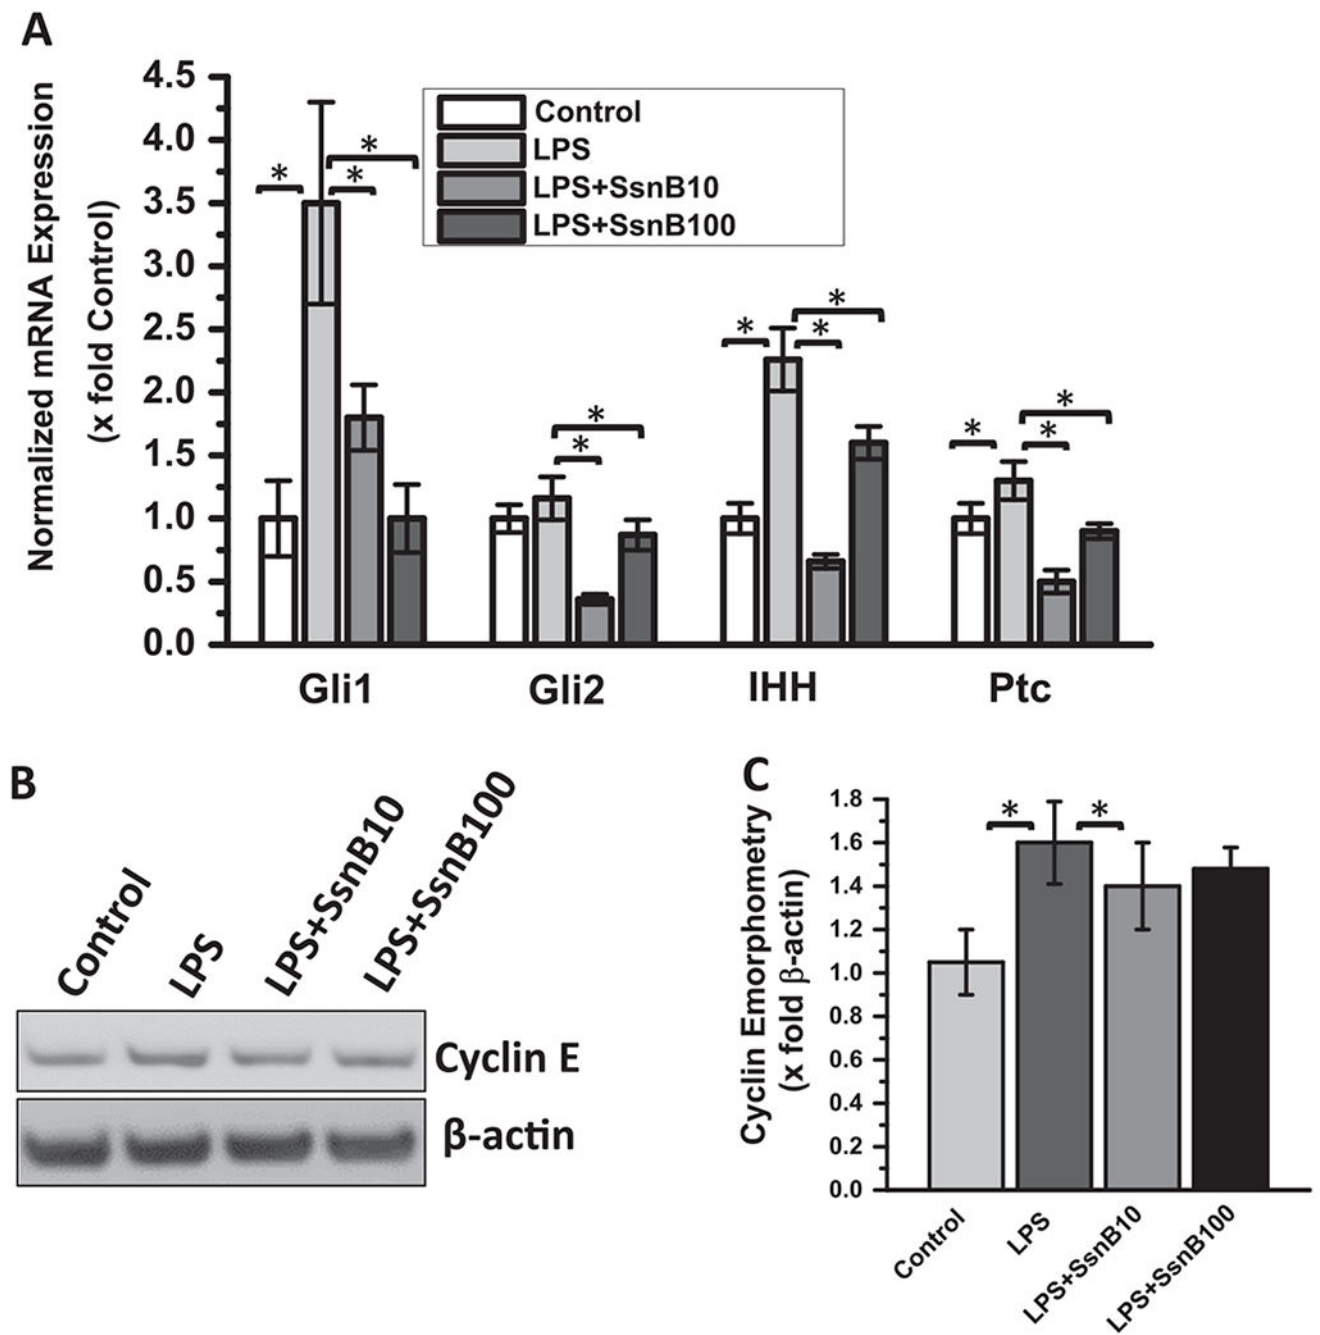 A
Normalized mRNA Expression
(x fold Control)
4.5
4.0
3.5
3.0
2.5
2.0
1.5
1.0
0.5
0.0
Control
LPS
LPS+SsnB10
LPS+SsnB100
*
*
*
*
*
*
*
*
*
*
*
Gli1
Gli2
IHH
Ptc
B
Control
LPS
LPS+SsnB10
LPS+SsnB100
Cyclin E
β-actin
C
Cyclin Emorphometry
(x fold β-actin)
1.8
1.6
1.4
1.2
1.0
0.8
0.6
0.4
0.2
0.0
*
*
Control
LPS
LPS+SsnB10
LPS+SsnB100